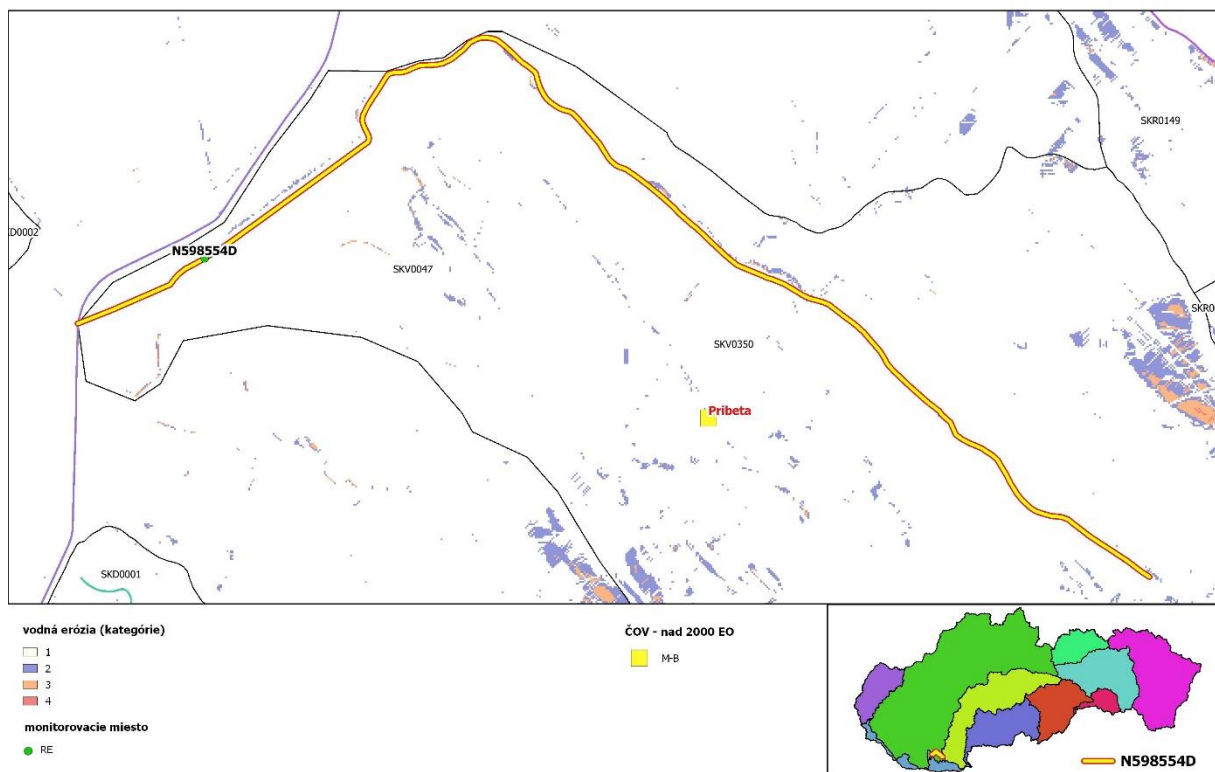 SKR0149
D0002
N598554D
SKV0047
SKR0
SKV0350
Pribeta
SKD0001
vodná erózia (kategórie)
1
2
3
4
monitorovacie miesto
RE
ČOV - nad 2000 EO
M-B
N598554D